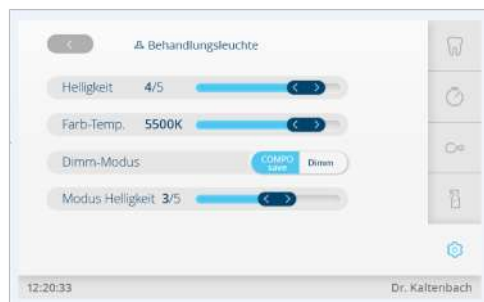 Behandlungsleuchte
Helligkeit 4/5
Farb-Temp. 5500K
Dimm-Modus COMPO save Dimm
Modus Helligkeit 3/5
12:20:33 Dr. Kaltenbach